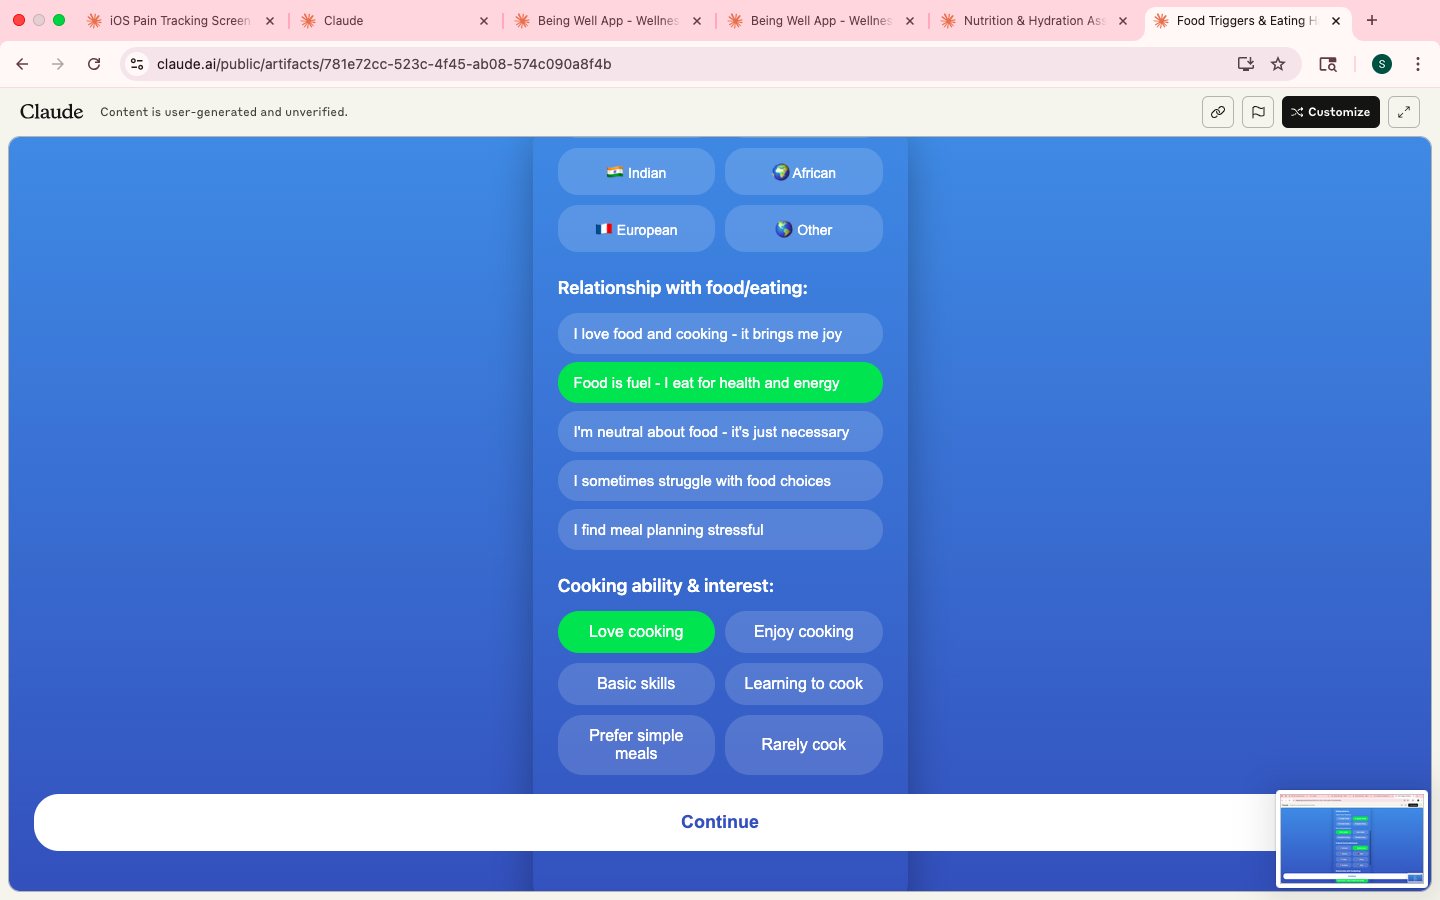 iOS Pain Tracking Screen
Claude
Being Well App - Wellnes
Being Well App - Wellnes
Nutrition & Hydration Ass
Food Triggers & Eating H
claude.ai/public/artifacts/781e72cc-523c-4f45-ab08-574c090a8f4b
S
Claude
Content is user-generated and unverified.
Customize
Indian
African
European
Other
Relationship with food/eating:
I love food and cooking - it brings me joy
Food is fuel - I eat for health and energy
I'm neutral about food - it's just necessary
I sometimes struggle with food choices
I find meal planning stressful
Cooking ability & interest:
Love cooking
Enjoy cooking
Basic skills
Learning to cook
Prefer simple
meals
Rarely cook
Continue